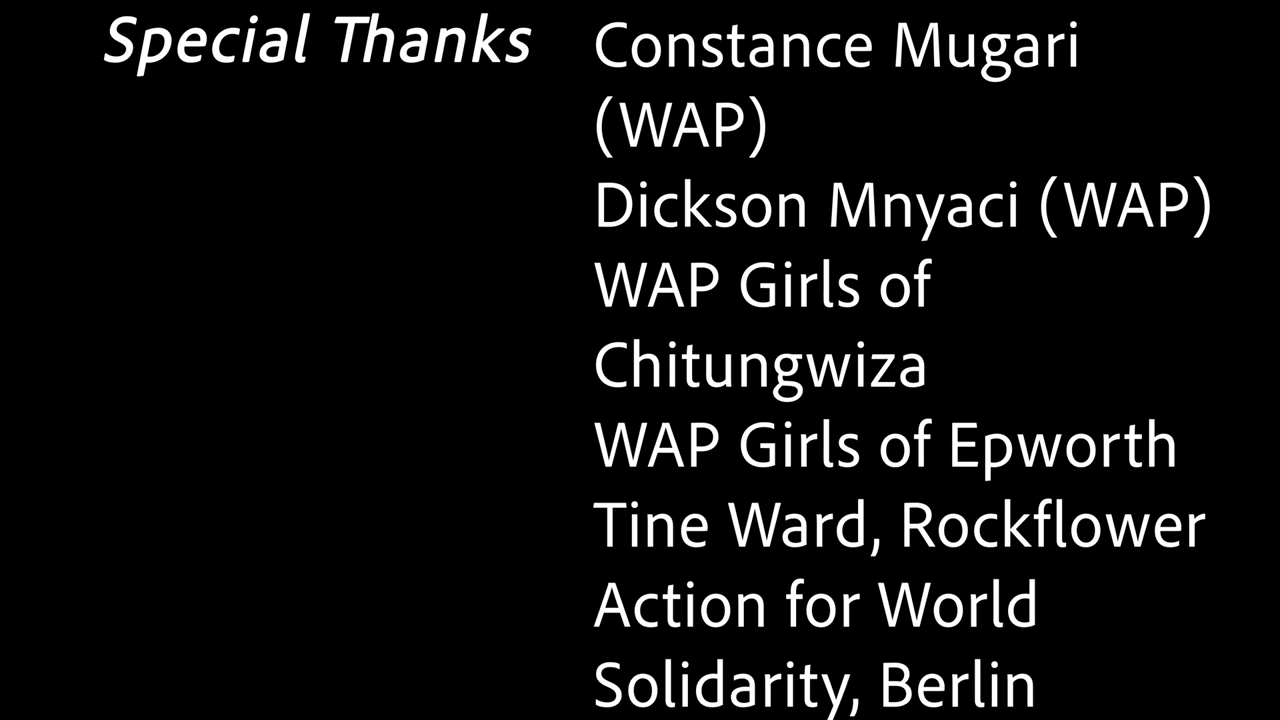 Special Thanks
Constance Mugari
(WAP)
Dickson Mnyaci (WAP)
WAP Girls of
Chitungwiza
WAP Girls of Epworth
Tine Ward, Rockflower
Action for World
Solidarity, Berlin